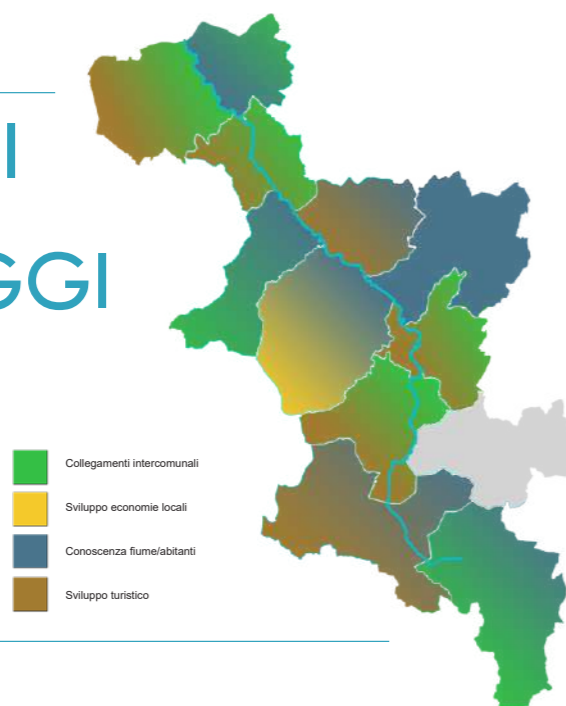 I
GGI
Collegamenti intercomunali
Sviluppo economie locali
Conoscenza fiume/abitanti
Sviluppo turistico